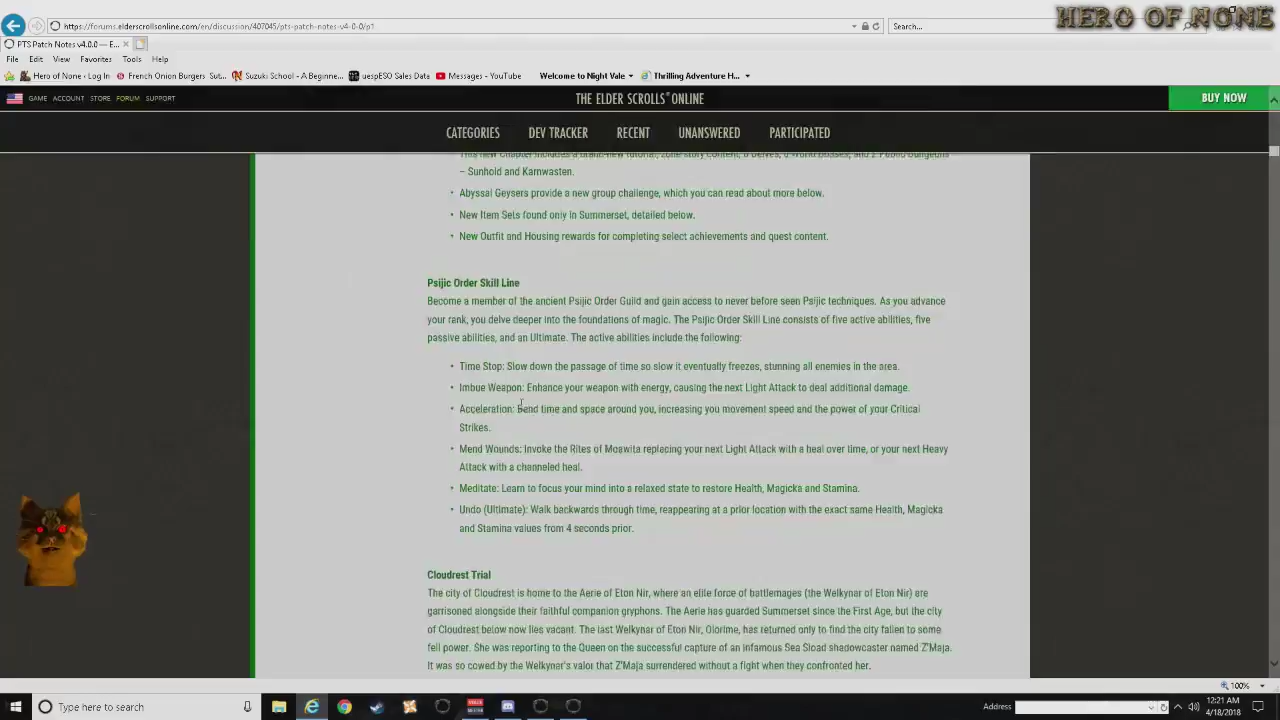 HERO OF NONE
https://forums.elderscrollsonline.com/en/discussion/407045/pts-patch-notes-v4-0-0/p1
Search...
PTS Patch Notes v4.0.0 — E...
File Edit View Favorites Tools Help
Hero of None ‹ Log In French Onion Burgers Sut... Suzuki School - A Beginne... uespESO Sales Data Messages - YouTube Welcome to Night Vale Thrilling Adventure H...
GAME ACCOUNT STORE FORUM SUPPORT THE ELDER SCROLLS ONLINE BUY NOW
CATEGORIES DEV TRACKER RECENT UNANSWERED PARTICIPATED
This new Chapter includes a brand-new tutorial, zone story content, 6 Delves, 6 World Bosses, and 2 Public Dungeons
– Sunhold and Karnwasten.
• Abyssal Geysers provide a new group challenge, which you can read about more below.
• New Item Sets found only in Summerset, detailed below.
• New Outfit and Housing rewards for completing select achievements and quest content.
Psijic Order Skill Line
Become a member of the ancient Psijic Order Guild and gain access to never before seen Psijic techniques. As you advance
your rank, you delve deeper into the foundations of magic. The Psijic Order Skill Line consists of five active abilities, five
passive abilities, and an Ultimate. The active abilities include the following:
• Time Stop: Slow down the passage of time so slow it eventually freezes, stunning all enemies in the area.
• Imbue Weapon: Enhance your weapon with energy, causing the next Light Attack to deal additional damage.
• Acceleration: Bend time and space around you, increasing you movement speed and the power of your Critical
Strikes.
• Mend Wounds: Invoke the Rites of Moawita replacing your next Light Attack with a heal over time, or your next Heavy
Attack with a channeled heal.
• Meditate: Learn to focus your mind into a relaxed state to restore Health, Magicka and Stamina.
• Undo (Ultimate): Walk backwards through time, reappearing at a prior location with the exact same Health, Magicka
and Stamina values from 4 seconds prior.
Cloudrest Trial
The city of Cloudrest is home to the Aerie of Eton Nir, where an elite force of battlemages (the Welkynar of Eton Nir) are
garrisoned alongside their faithful companion gryphons. The Aerie has guarded Summerset since the First Age, but the city
of Cloudrest below now lies vacant. The last Welkynar of Eton Nir, Olorime, has returned only to find the city fallen to some
fell power. She was reporting to the Queen on the successful capture of an infamous Sea Sload shadowcaster named Z'Maja.
It was so cowed by the Welkynar's valor that Z'Maja surrendered without a fight when they confronted her.
100%
Type here to search
Address
12:21 AM
4/18/2018